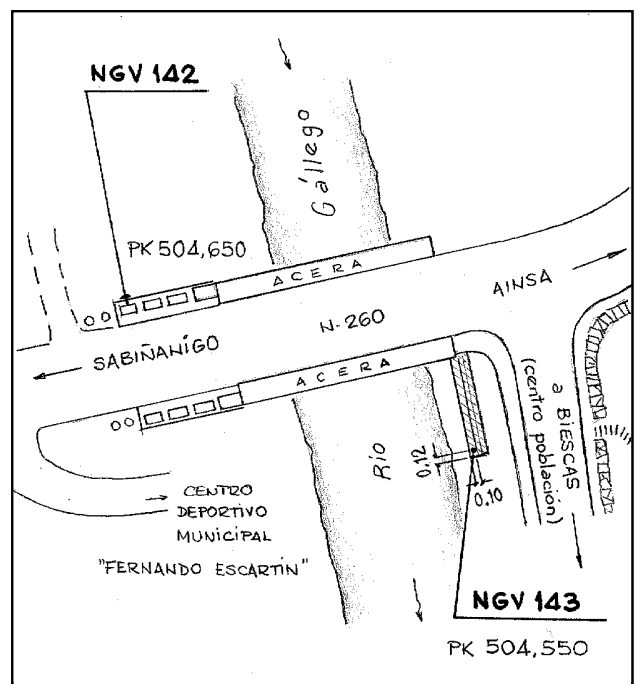 NGV 142
Gállego
PK 504,650
ACERA
AINSA
N-260
SABIÑANIGO
ACERA
a BIESCAS
(centro población)
Río
0.12
0.10
CENTRO
DEPORTIVO
MUNICIPAL
"FERNANDO ESCARTÍN"
NGV 143
PK 504,550